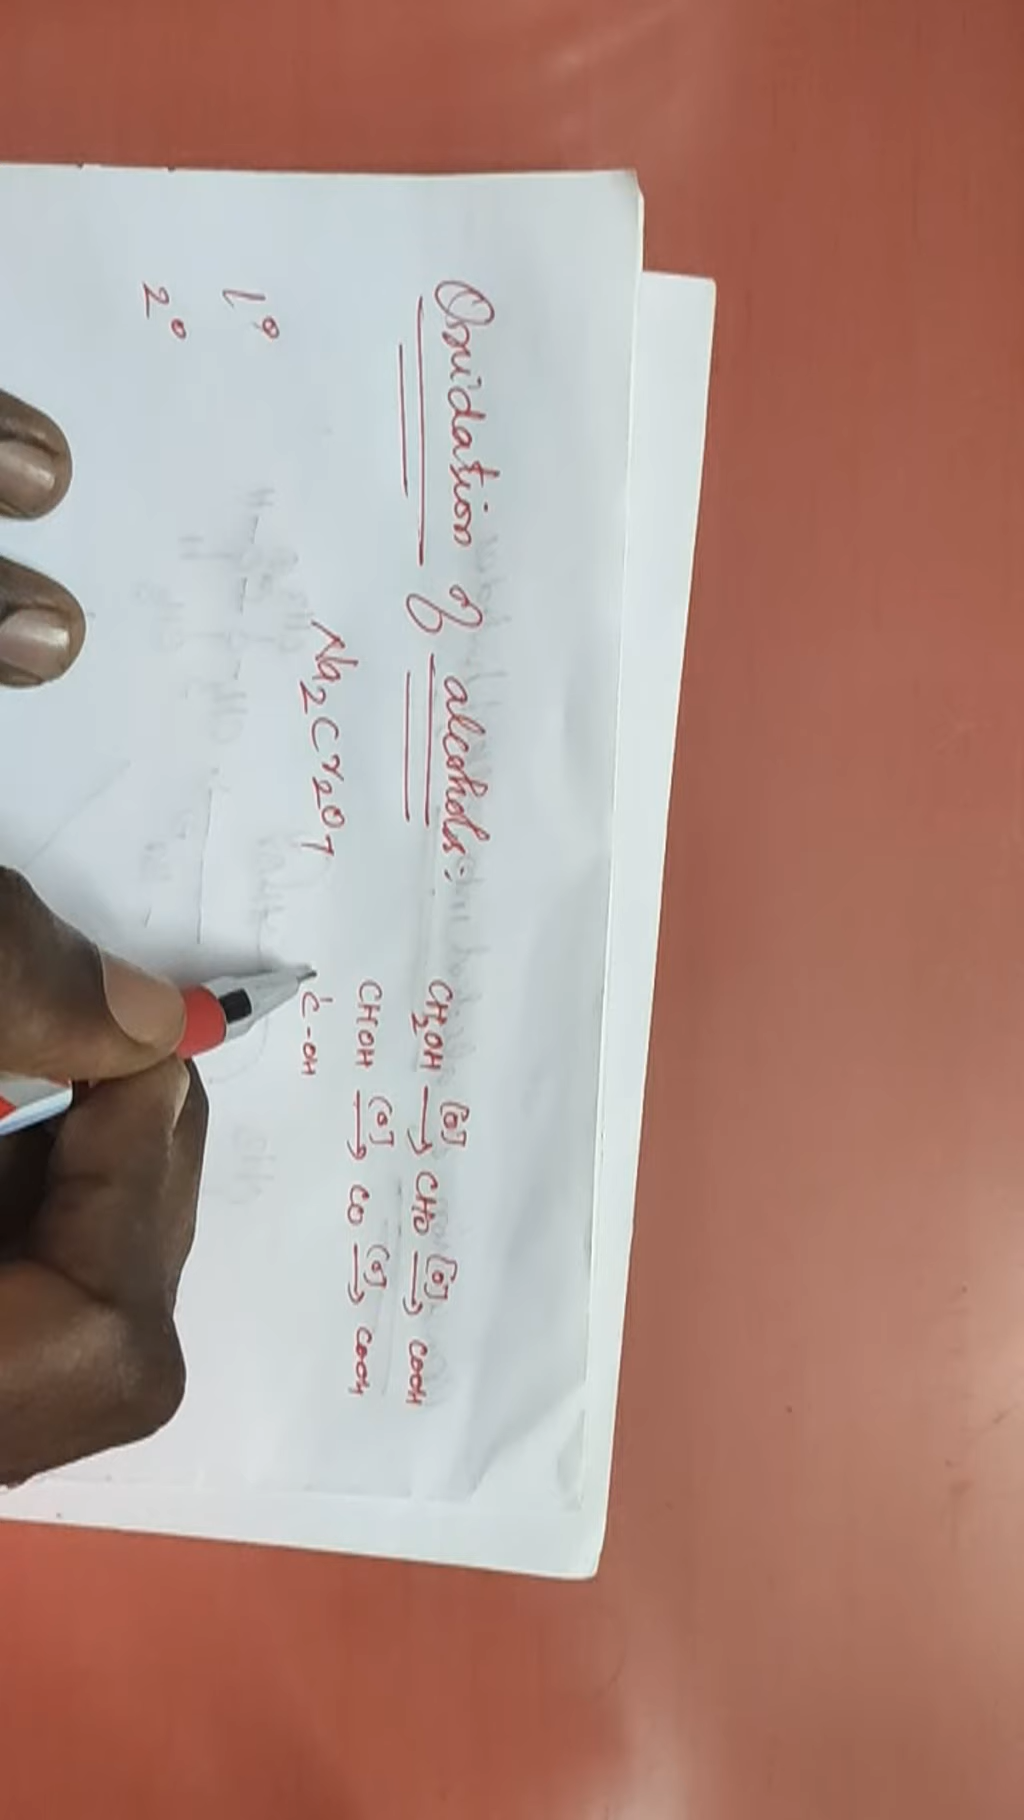 Oxidation of alcohols:
CH2OH [O]→ CHO [O]→ COOH
CHOH [O]→ CO [O]→ COOH
Na2Cr2O7
C-OH
1°
2°